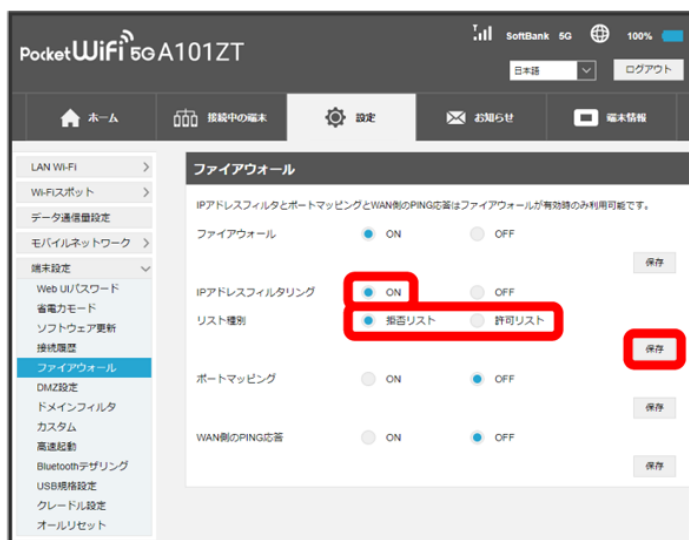 PocketWiFi 5G A101ZT
SoftBank 5G 100%
日本語 ログアウト
ホーム 接続中の端末 設定 お知らせ 端末情報
LAN Wi-Fi
Wi-Fiスポット
データ通信量設定
モバイルネットワーク
端末設定
Web UIパスワード
省電力モード
ソフトウェア更新
接続履歴
ファイアウォール
DMZ設定
ドメインフィルタ
カスタム
高速起動
Bluetoothテザリング
USB規格設定
クレードル設定
オールリセット
ファイアウォール
IPアドレスフィルタとポートマッピングとWAN側のPING応答はファイアウォールが有効時のみ利用可能です。
ファイアウォール ON OFF
保存
IPアドレスフィルタリング ON OFF
リスト種別 拒否リスト 許可リスト
保存
ポートマッピング ON OFF
保存
WAN側のPING応答 ON OFF
保存